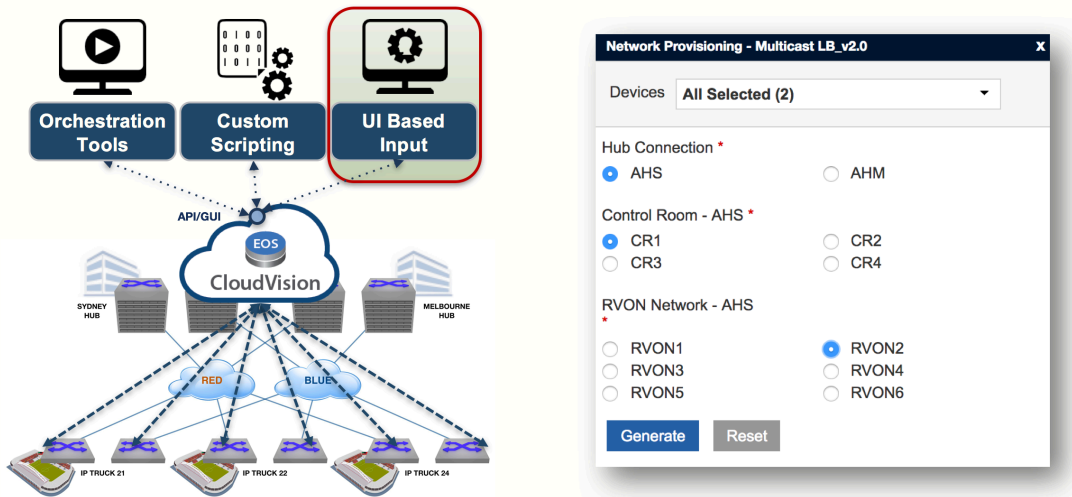 Orchestration
Tools
Custom
Scripting
UI Based
Input
API/GUI
EOS
CloudVision
SYDNEY
HUB
MELBOURNE
HUB
RED
BLUE
IP TRUCK 21
IP TRUCK 22
IP TRUCK 24
Network Provisioning - Multicast LB_v2.0 X
Devices All Selected (2)
Hub Connection *
AHS AHM
Control Room - AHS *
CR1 CR2
CR3 CR4
RVON Network - AHS
*
RVON1 RVON2
RVON3 RVON4
RVON5 RVON6
Generate Reset